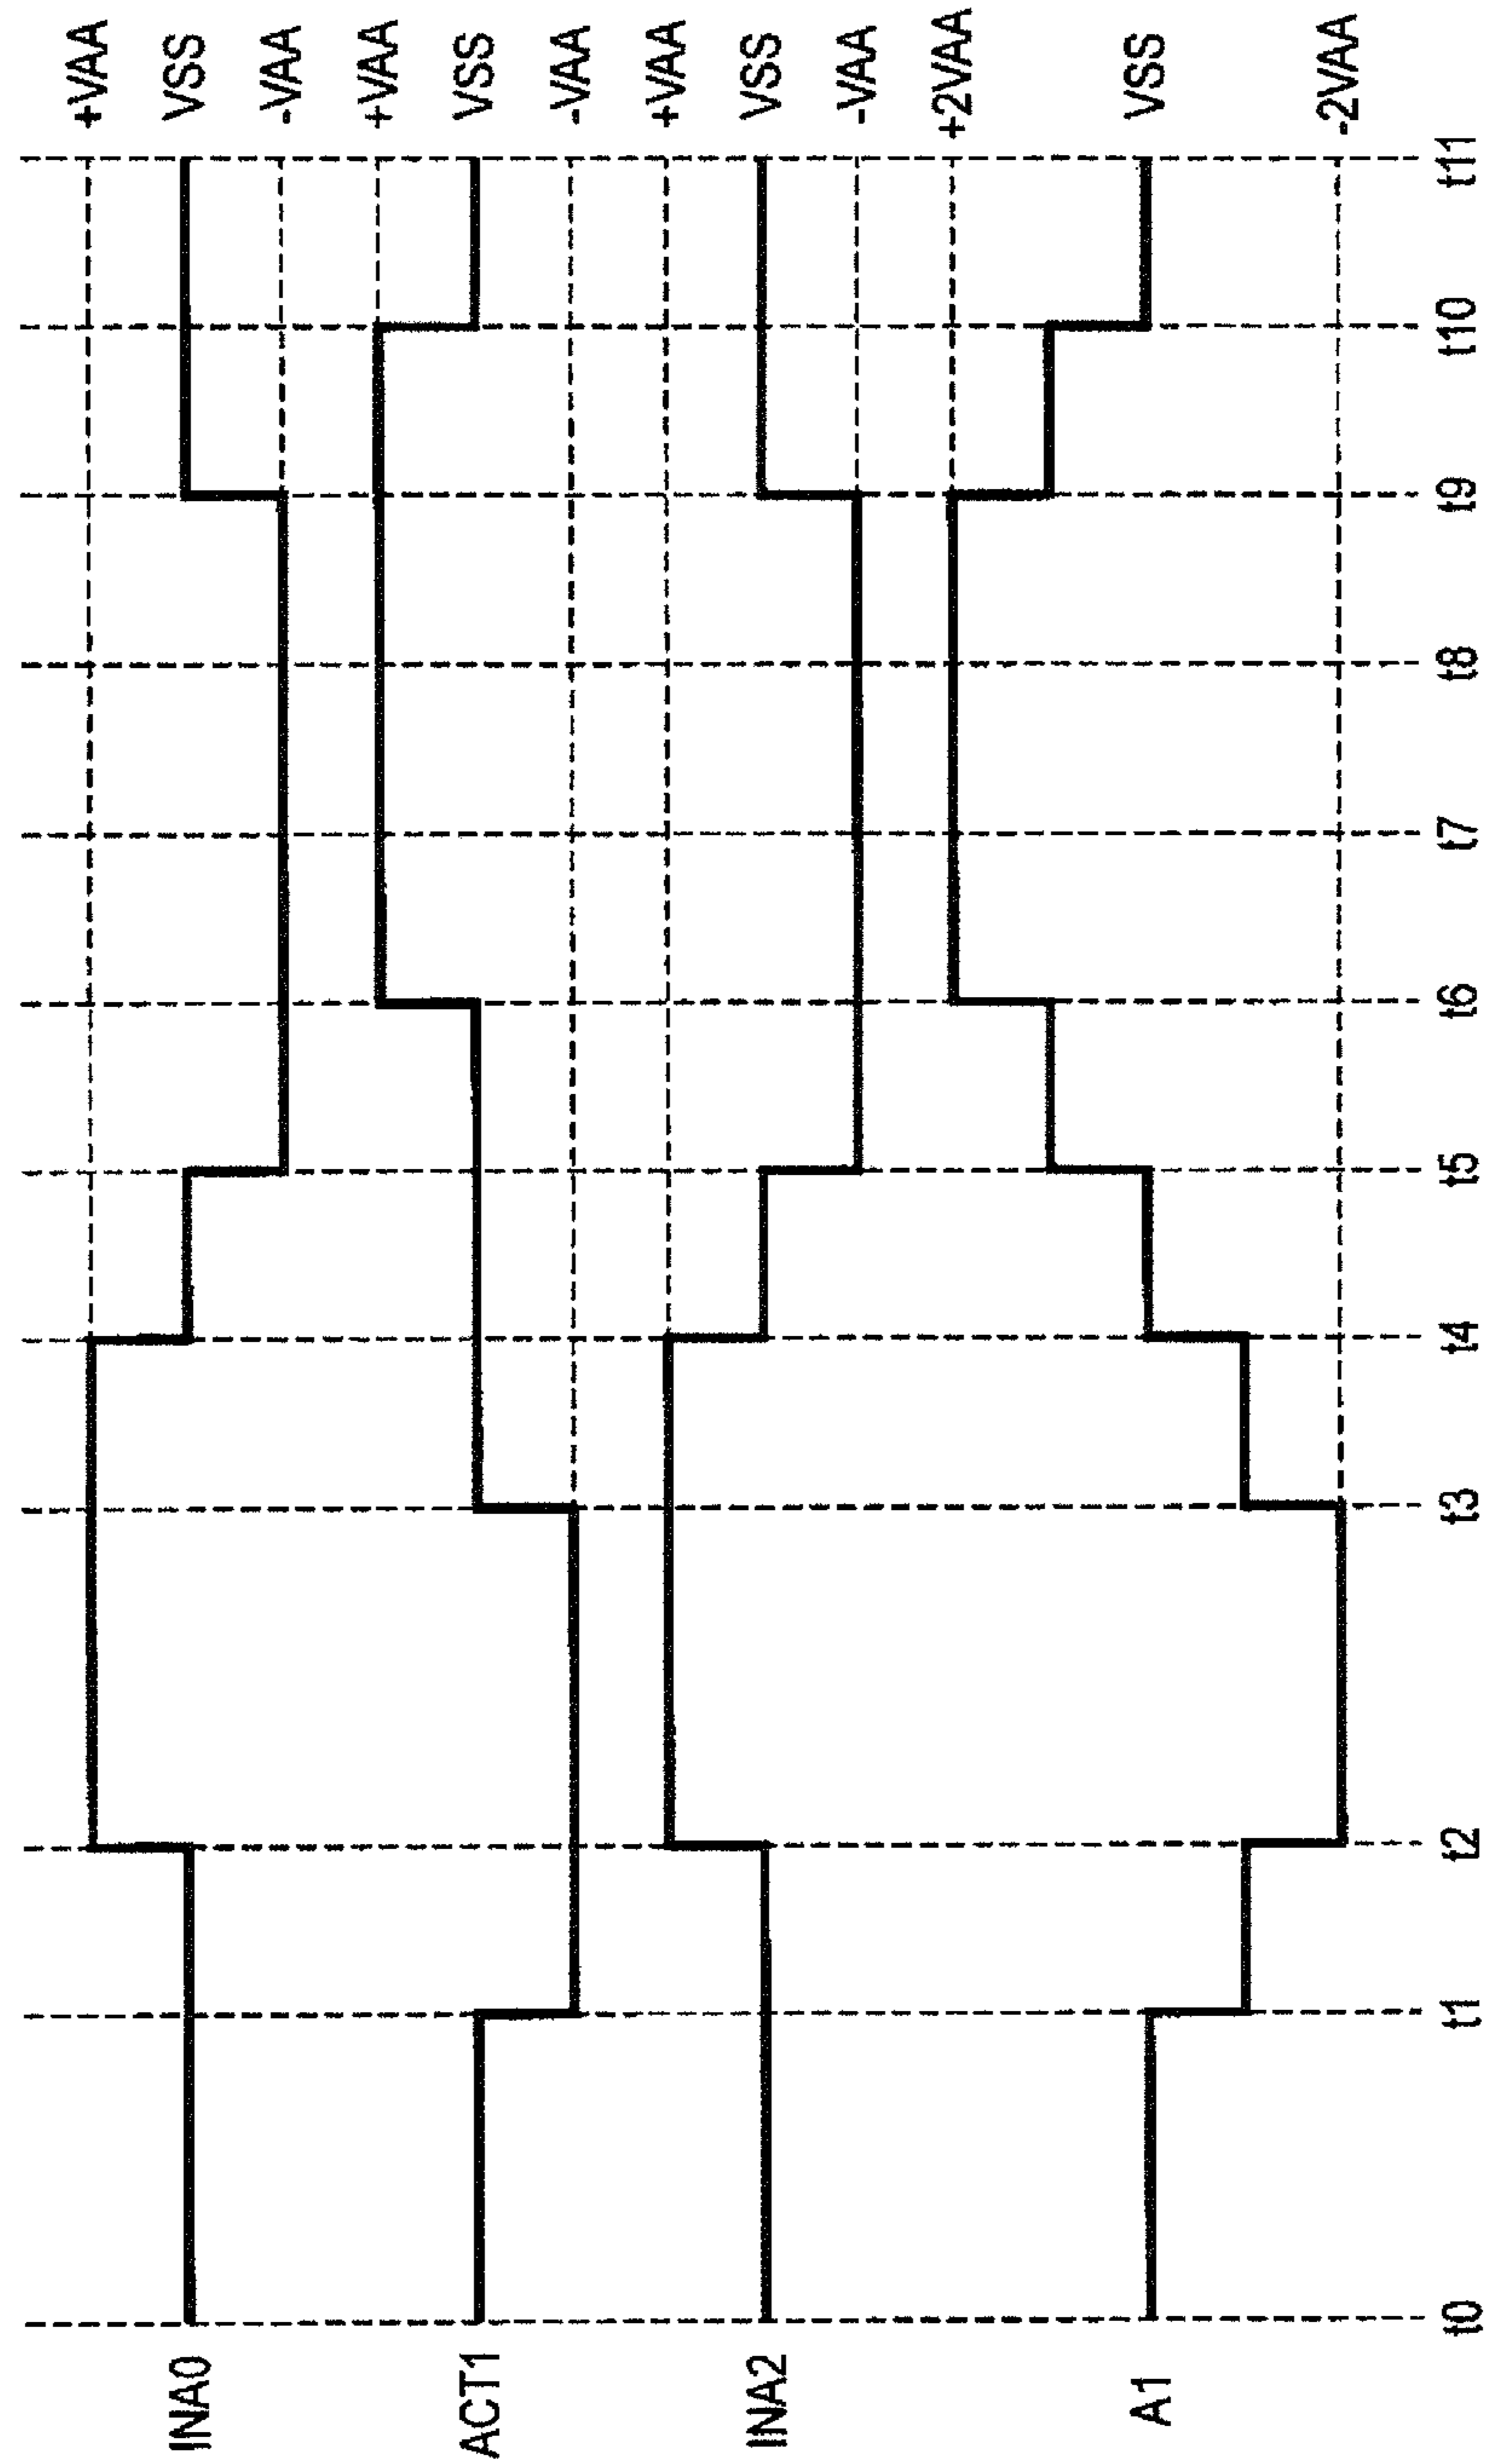 INA0
+VAA
VSS
-VAA
ACT1
+VAA
VSS
-VAA
INA2
+VAA
VSS
-VAA
A1
+2VAA
VSS
-2VAA
t0 t1 t2 t3 t4 t5 t6 t7 t8 t9 t10 t11